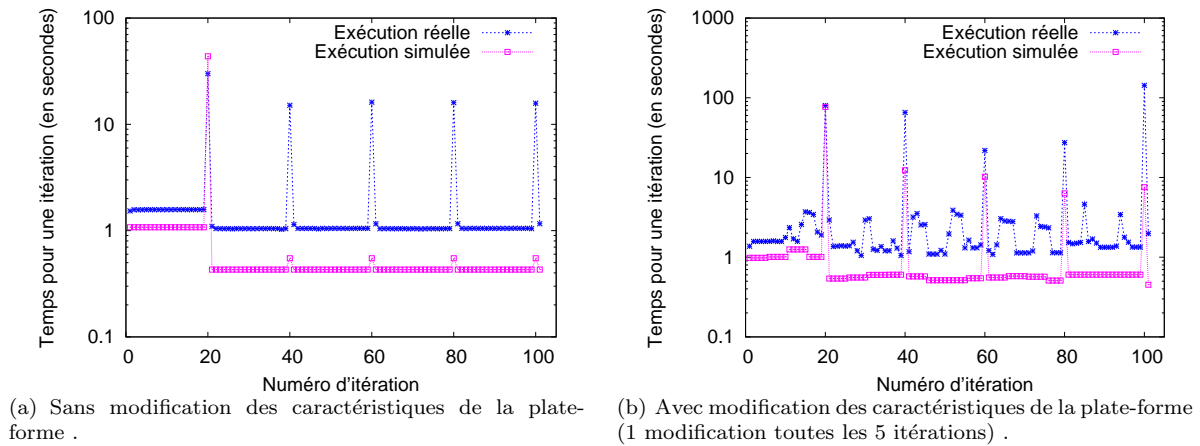 100
10
1
0.1
Temps pour une itération (en secondes)
0 20 40 60 80 100
Numéro d'itération
Exécution réelle
Exécution simulée
(a) Sans modification des caractéristiques de la plate-
forme .
1000
100
10
1
0.1
Temps pour une itération (en secondes)
0 20 40 60 80 100
Numéro d'itération
Exécution réelle
Exécution simulée
(b) Avec modification des caractéristiques de la plate-forme
(1 modification toutes les 5 itérations) .